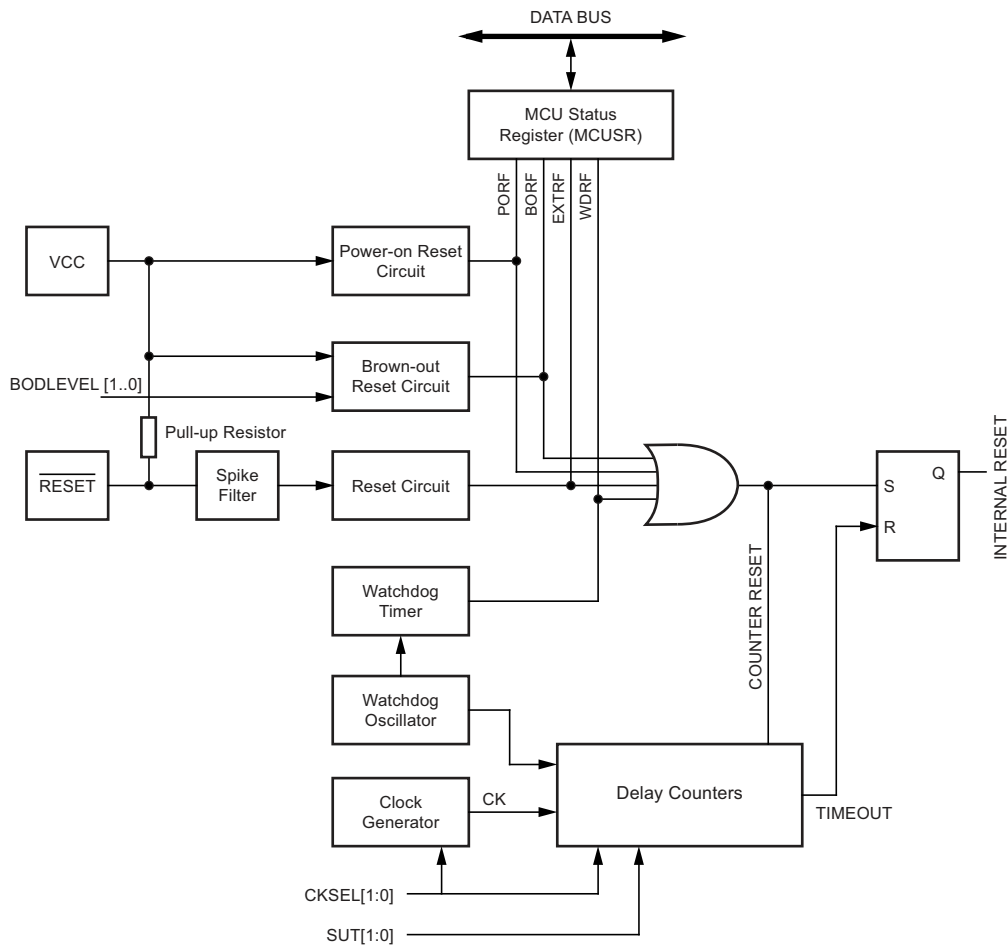 DATA BUS
MCU Status
Register (MCUSR)
PORF
BORF
EXTRF
WDRF
VCC
Power-on Reset
Circuit
Brown-out
Reset Circuit
BODLEVEL [1..0]
Pull-up Resistor
RESET
Spike
Filter
Reset Circuit
S
Q
R
INTERNAL RESET
Watchdog
Timer
COUNTER RESET
Watchdog
Oscillator
Clock
Generator
CK
Delay Counters
TIMEOUT
CKSEL[1:0]
SUT[1:0]